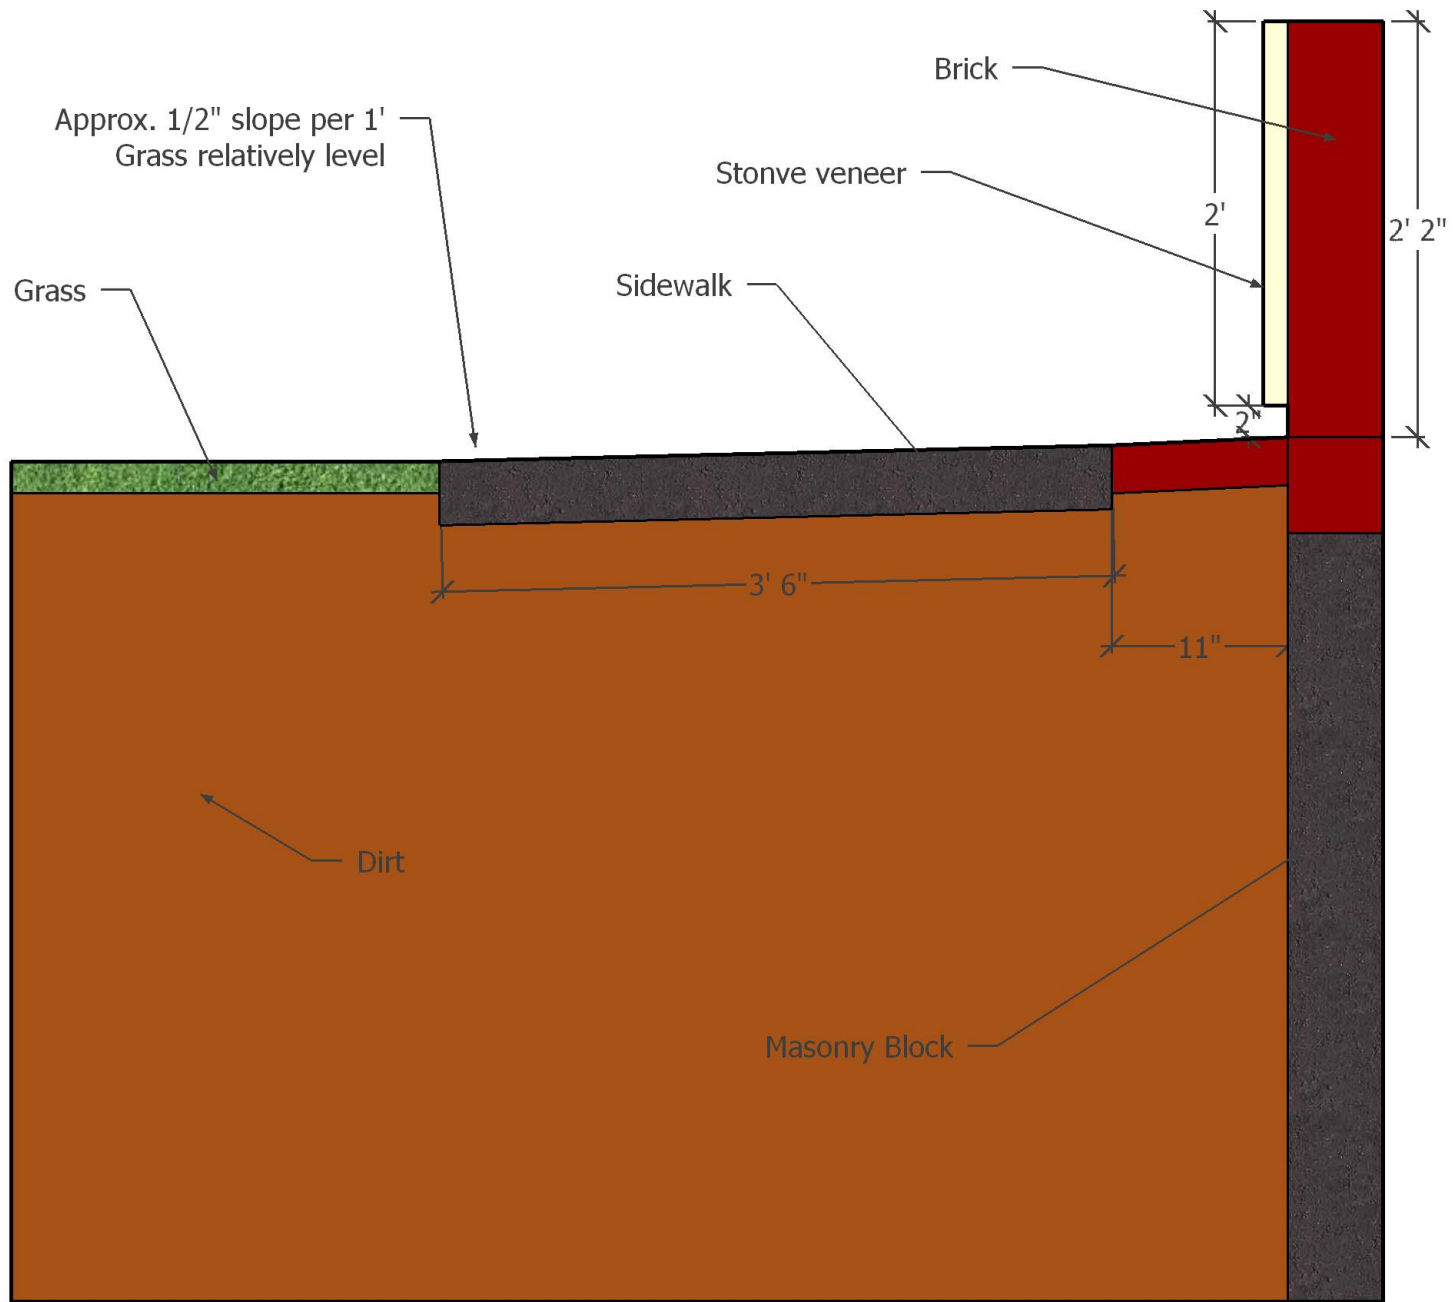 Brick
Approx. 1/2" slope per 1'
Grass relatively level
Stonve veneer
2'
2' 2"
Sidewalk
Grass
2"
3' 6"
11"
Dirt
Masonry Block